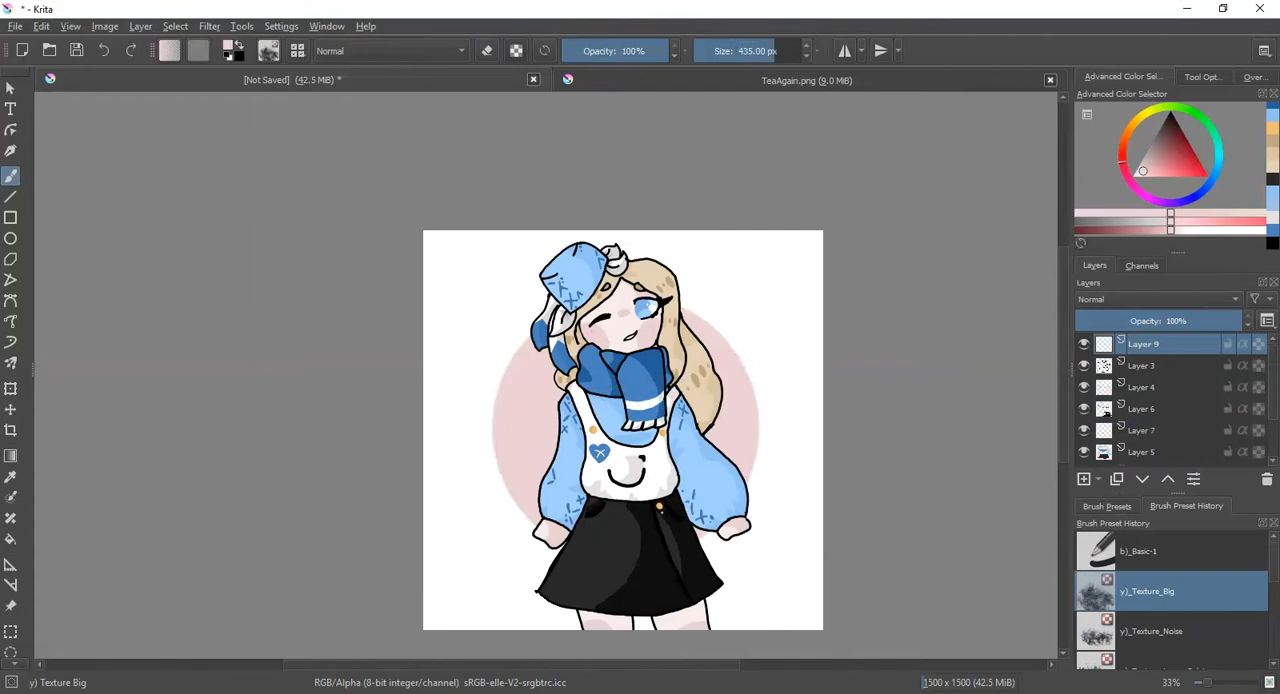 * - Krita
File Edit View Image Layer Select Filter Tools Settings Window Help
Normal Opacity: 100% Size: 435.00 px
[Not Saved] (42.5 MiB) * TeaAgain.png (9.0 MiB)
Advanced Color Sel... Tool Opt... Over...
Advanced Color Selector
Layers Channels
Layers
Normal
Opacity: 100%
Layer 9
Layer 3
Layer 4
Layer 6
Layer 7
Layer 5
Brush Presets Brush Preset History
Brush Preset History
b)_Basic-1
y)_Texture_Big
y)_Texture_Noise
y) Texture Big RGB/Alpha (8-bit integer/channel) sRGB-elle-V2-srgbtrc.icc 1500 x 1500 (42.5 MiB) 33%